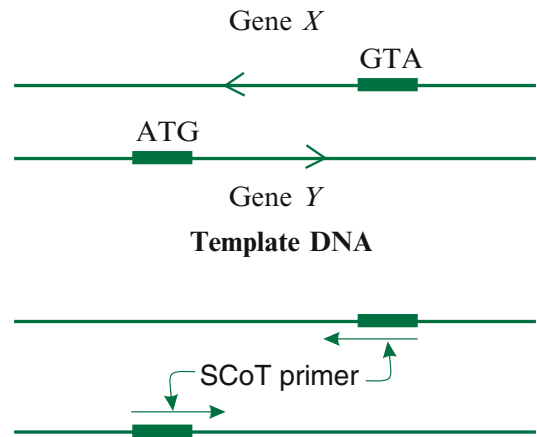 Gene X
GTA
ATG
Gene Y
Template DNA
SCoT primer